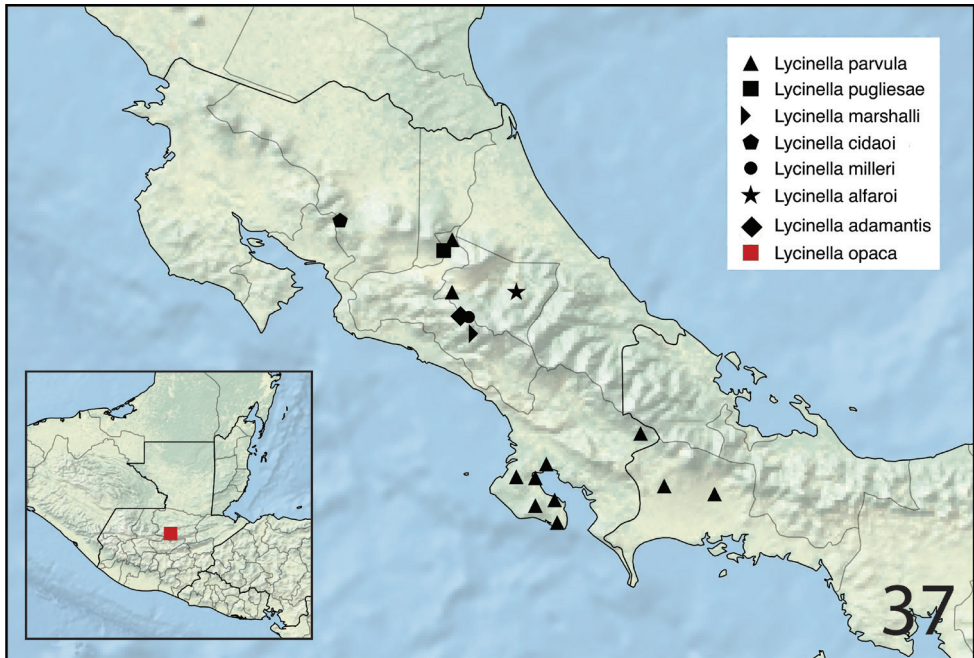 Lycinella parvula
Lycinella pugliesae
Lycinella marshalli
Lycinella cidaoi
Lycinella milleri
Lycinella alfaroi
Lycinella adamantis
Lycinella opaca
37